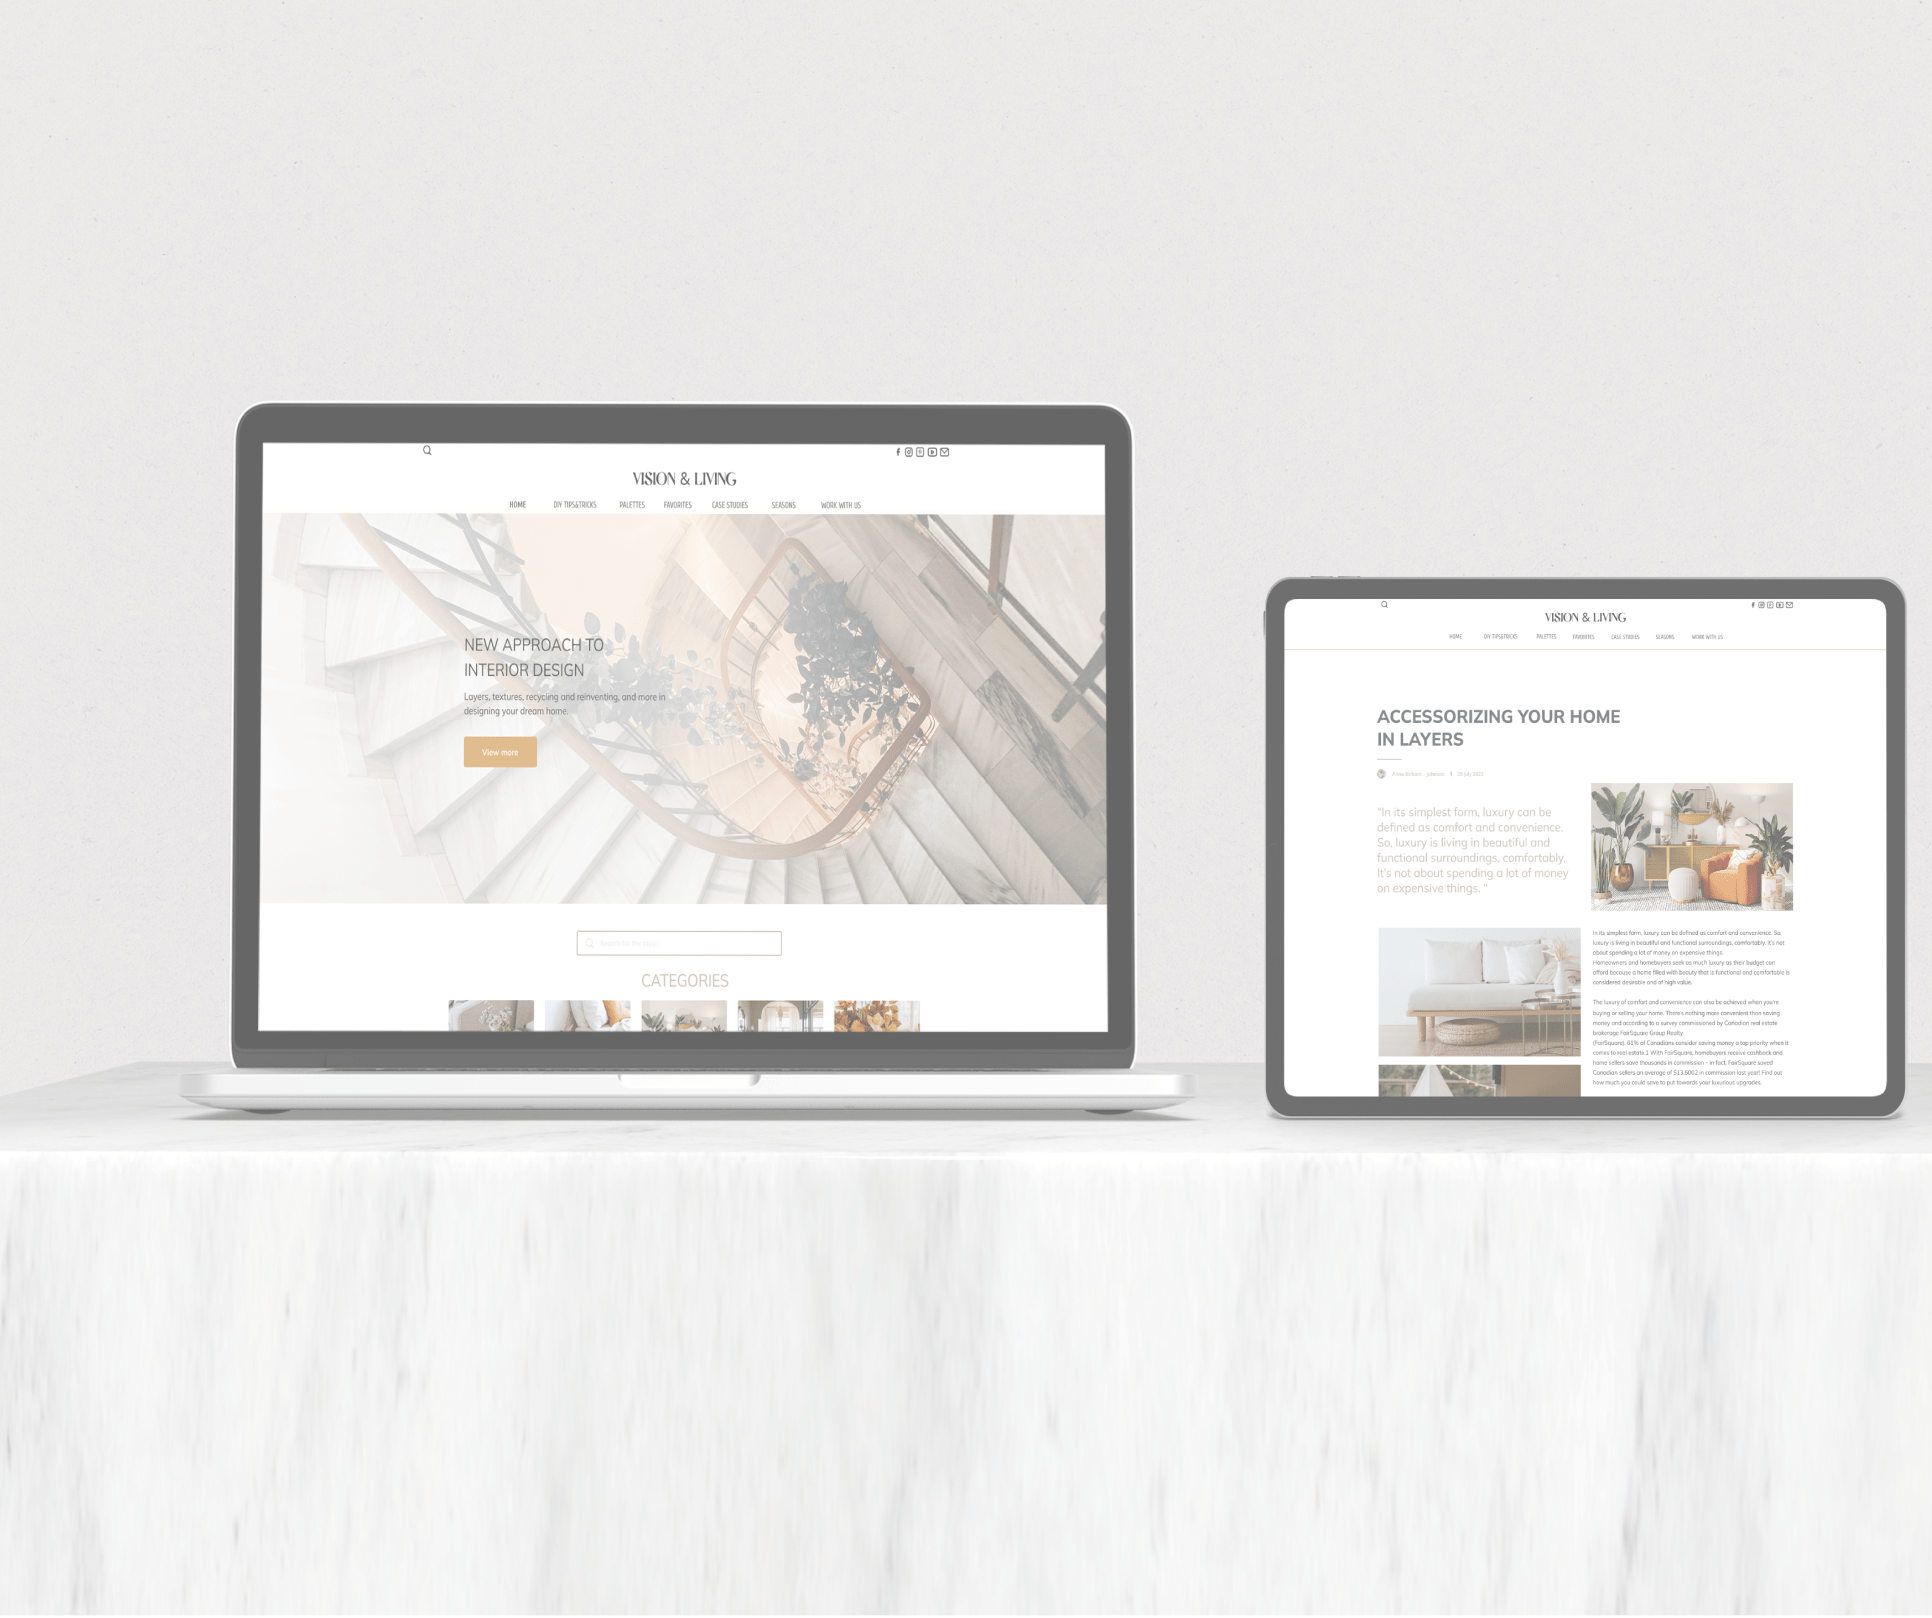 VISION & LIVING
HOME DIY TIPS&TRICKS PALETTES FAVORITES CASE STUDIES SEASONS WORK WITH US
NEW APPROACH TO
INTERIOR DESIGN
Layers, textures, recycling and reinventing, and more in
designing your dream home.
View more
CATEGORIES
VISION & LIVING
HOME DIY TIPS&TRICKS PALETTES FAVORITES CASE STUDIES SEASONS WORK WITH US
ACCESSORIZING YOUR HOME
IN LAYERS
"In its simplest form, luxury can be
defined as comfort and convenience.
So, luxury is living in beautiful and
functional surroundings, comfortably.
It's not about spending a lot of money
on expensive things. "
In its simplest form, luxury can be defined as comfort and convenience. So,
luxury is living in beautiful and functional surroundings, comfortably. It's not
about spending a lot of money on expensive things.
Homeowners and homebuyers seek as much luxury as their budget can
afford because a home filled with beauty that is functional and comfortable is
considered desirable and of high value.
The luxury of comfort and convenience can also be achieved when you're
buying or selling your home. There's nothing more convenient than saving
money and according to a survey commissioned by Canadian real estate
brokerage FairSquare Group Realty,
(FairSquare), 61% of Canadians consider saving money a top priority when it
comes to real estate.1 With FairSquare, homebuyers receive cashback and
home sellers save thousands in commission – in fact, FairSquare saved
Canadian sellers an average of $13,5002 in commission last year! Find out
how much you could save to put towards your luxurious upgrades.